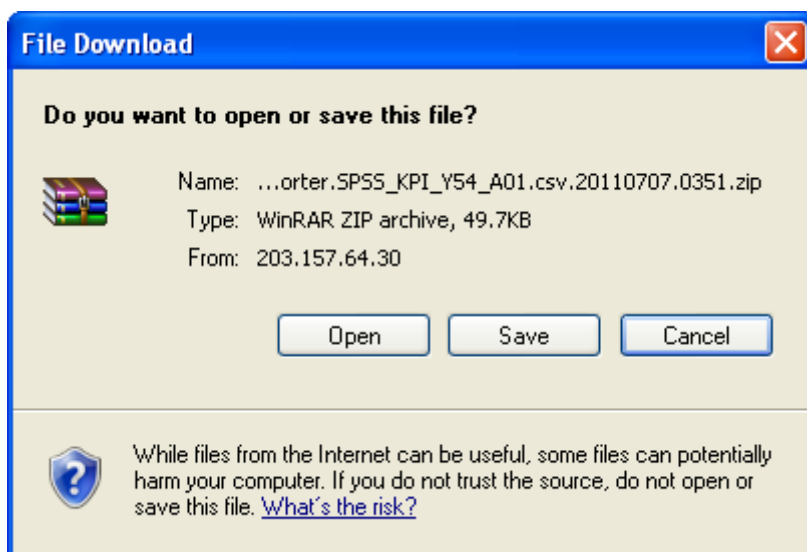 File Download
Do you want to open or save this file?
Name: ...orter.SPSS_KPI_Y54_A01.csv.20110707.0351.zip
Type: WinRAR ZIP archive, 49.7KB
From: 203.157.64.30
Open Save Cancel
While files from the Internet can be useful, some files can potentially
harm your computer. If you do not trust the source, do not open or
save this file. What's the risk?